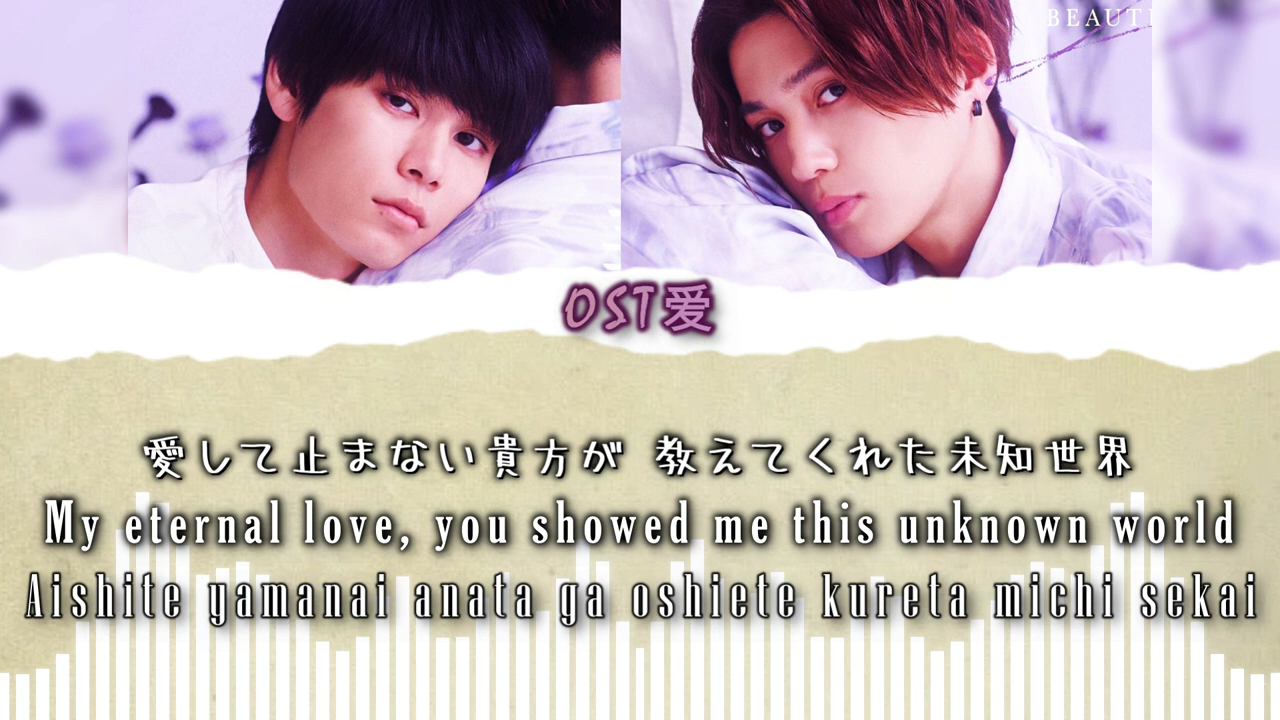 BEAUTI
OST爱
愛して止まない貴方が 教えてくれた未知世界
My eternal love, you showed me this unknown world
Aishite yamanai anata ga oshiete kureta michi sekai